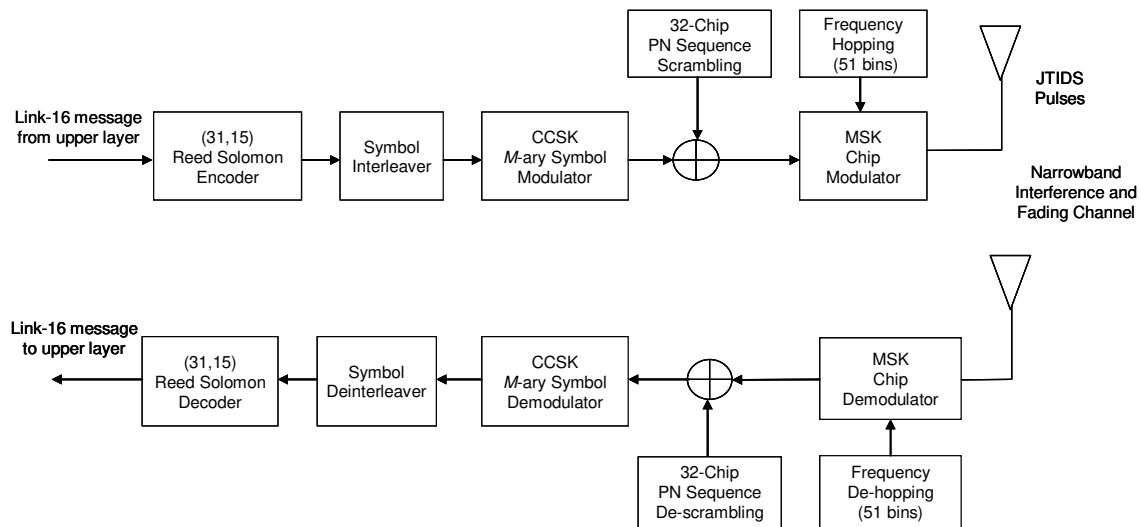 32-Chip
PN Sequence
Scrambling
Frequency
Hopping
(51 bins)
JTIDS
Pulses
Link-16 message
from upper layer
(31,15)
Reed Solomon
Encoder
Symbol
Interleaver
CCSK
M-ary Symbol
Modulator
MSK
Chip
Modulator
Narrowband
Interference and
Fading Channel
Link-16 message
to upper layer
(31,15)
Reed Solomon
Decoder
Symbol
Deinterleaver
CCSK
M-ary Symbol
Demodulator
MSK
Chip
Demodulator
32-Chip
PN Sequence
De-scrambling
Frequency
De-hopping
(51 bins)